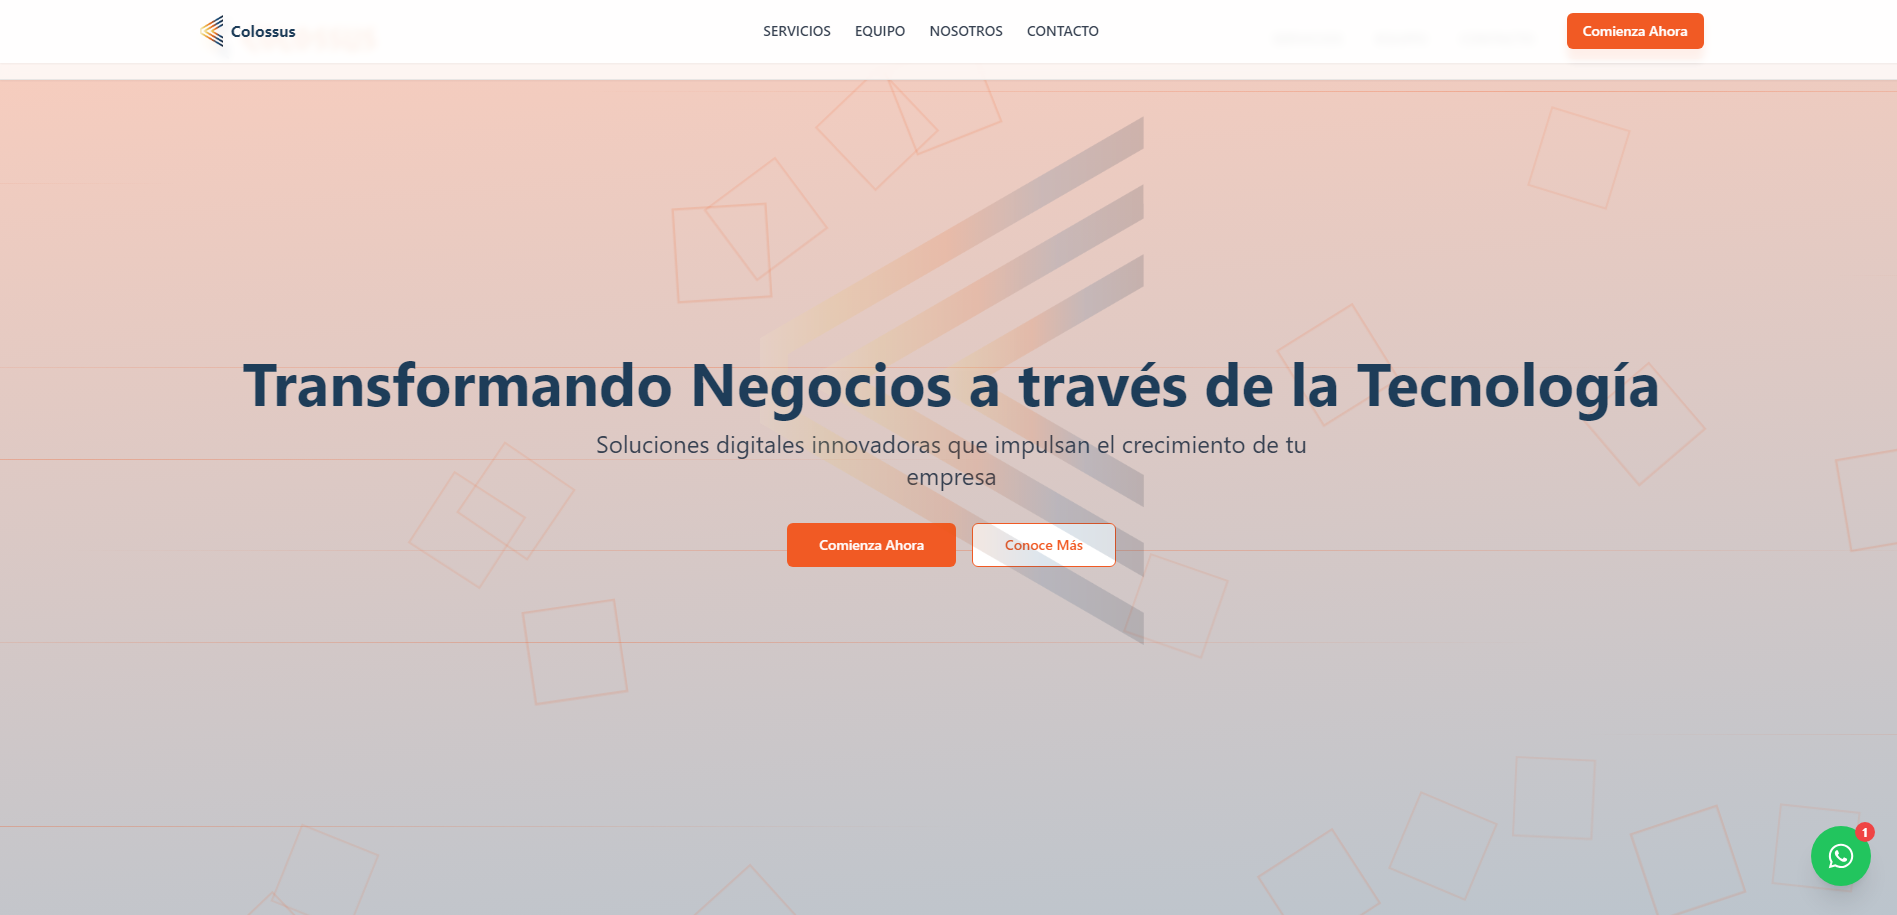 Colossus
SERVICIOS
EQUIPO
NOSOTROS
CONTACTO
Comienza Ahora
Transformando Negocios a través de la Tecnología
Soluciones digitales innovadoras que impulsan el crecimiento de tu
empresa
Comienza Ahora
Conoce Más
1